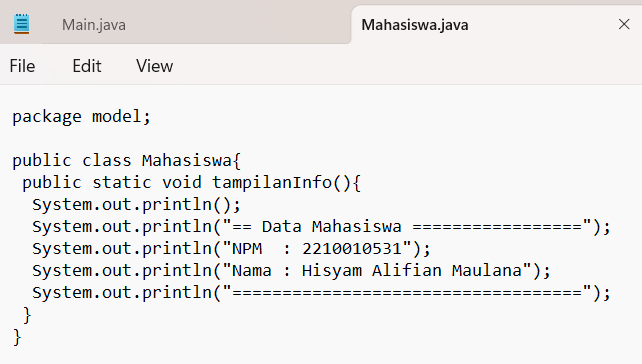 Main.java
Mahasiswa.java
File Edit View
package model;
public class Mahasiswa{
 public static void tampilanInfo(){
  System.out.println();
  System.out.println("== Data Mahasiswa =================");
  System.out.println("NPM  : 2210010531");
  System.out.println("Nama : Hisyam Alifian Maulana");
  System.out.println("===================================");
 }
}